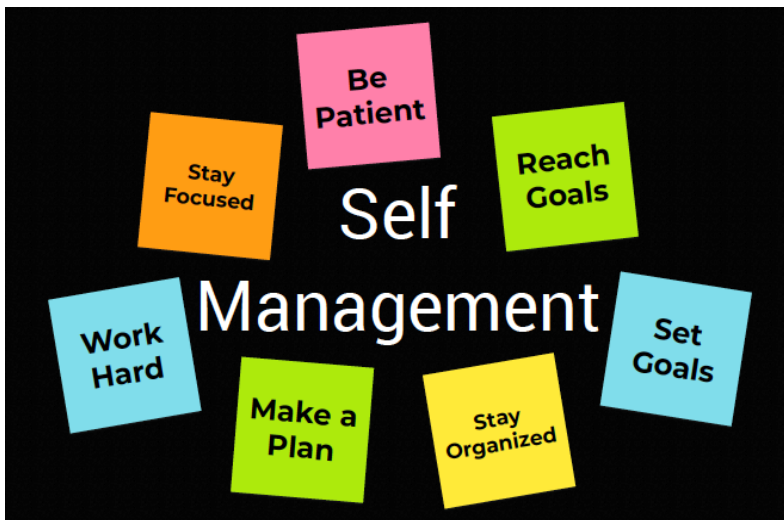 Be
Patient
Stay
Focused
Reach
Goals
Self
Management
Work
Hard
Set
Goals
Make a
Plan
Stay
Organized